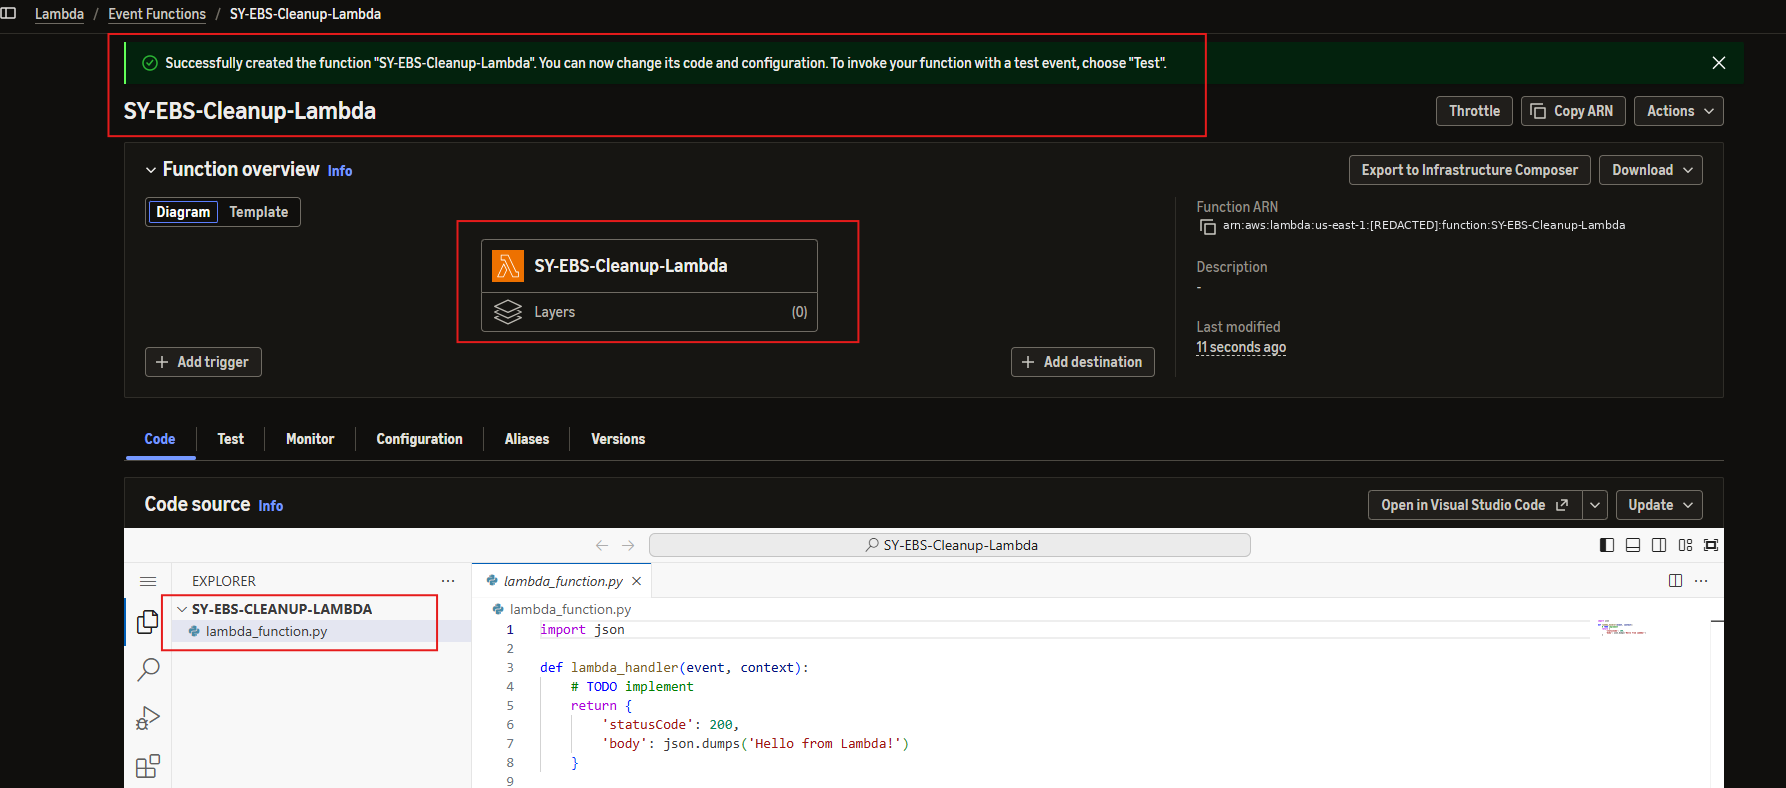 Lambda / Event Functions / SY-EBS-Cleanup-Lambda
Successfully created the function "SY-EBS-Cleanup-Lambda". You can now change its code and configuration. To invoke your function with a test event, choose "Test".
SY-EBS-Cleanup-Lambda
Throttle
Copy ARN
Actions
Function overview Info
Export to Infrastructure Composer
Download
Diagram
Template
SY-EBS-Cleanup-Lambda
Layers (0)
Add trigger
Add destination
Function ARN
arn:aws:lambda:us-east-1:[REDACTED]:function:SY-EBS-Cleanup-Lambda
Description
-
Last modified
11 seconds ago
Code
Test
Monitor
Configuration
Aliases
Versions
Code source Info
Open in Visual Studio Code
Update
SY-EBS-Cleanup-Lambda
EXPLORER
SY-EBS-CLEANUP-LAMBDA
lambda_function.py
lambda_function.py
lambda_function.py
1 import json
2
3 def lambda_handler(event, context):
4 # TODO implement
5 return {
6 'statusCode': 200,
7 'body': json.dumps('Hello from Lambda!')
8 }
9